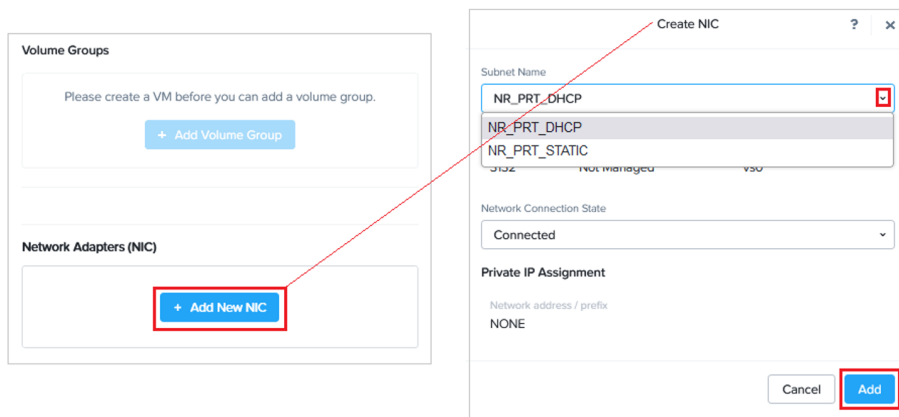 Volume Groups
Please create a VM before you can add a volume group.
+ Add Volume Group
Network Adapters (NIC)
+ Add New NIC
Create NIC
? ×
Subnet Name
NR_PRT_DHCP
NR_PRT_DHCP
NR_PRT_STATIC
3132 Not Managed vs0
Network Connection State
Connected
Private IP Assignment
Network address / prefix
NONE
Cancel Add